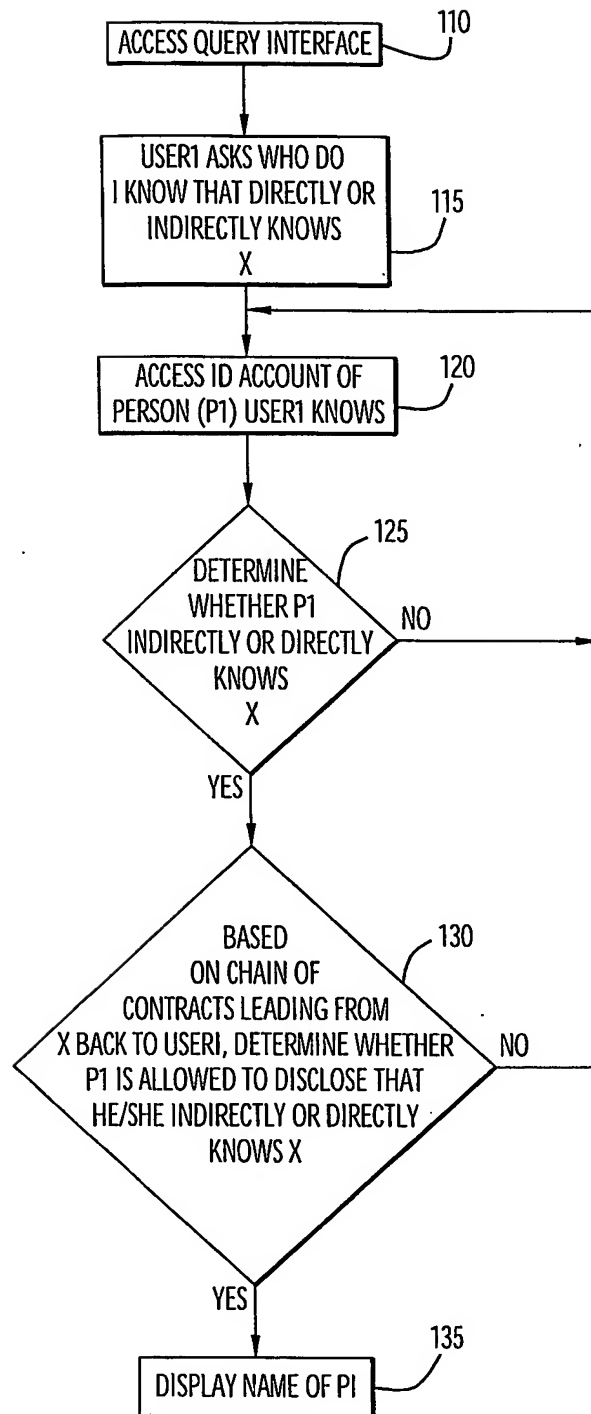 ACCESS QUERY INTERFACE
110
USER1 ASKS WHO DO
I KNOW THAT DIRECTLY OR
INDIRECTLY KNOWS
X
115
ACCESS ID ACCOUNT OF
PERSON (P1) USER1 KNOWS
120
125
DETERMINE
WHETHER P1
INDIRECTLY OR DIRECTLY
KNOWS
X
NO
YES
130
BASED
ON CHAIN OF
CONTRACTS LEADING FROM
X BACK TO USERI, DETERMINE WHETHER
P1 IS ALLOWED TO DISCLOSE THAT
HE/SHE INDIRECTLY OR DIRECTLY
KNOWS X
NO
YES
135
DISPLAY NAME OF PI